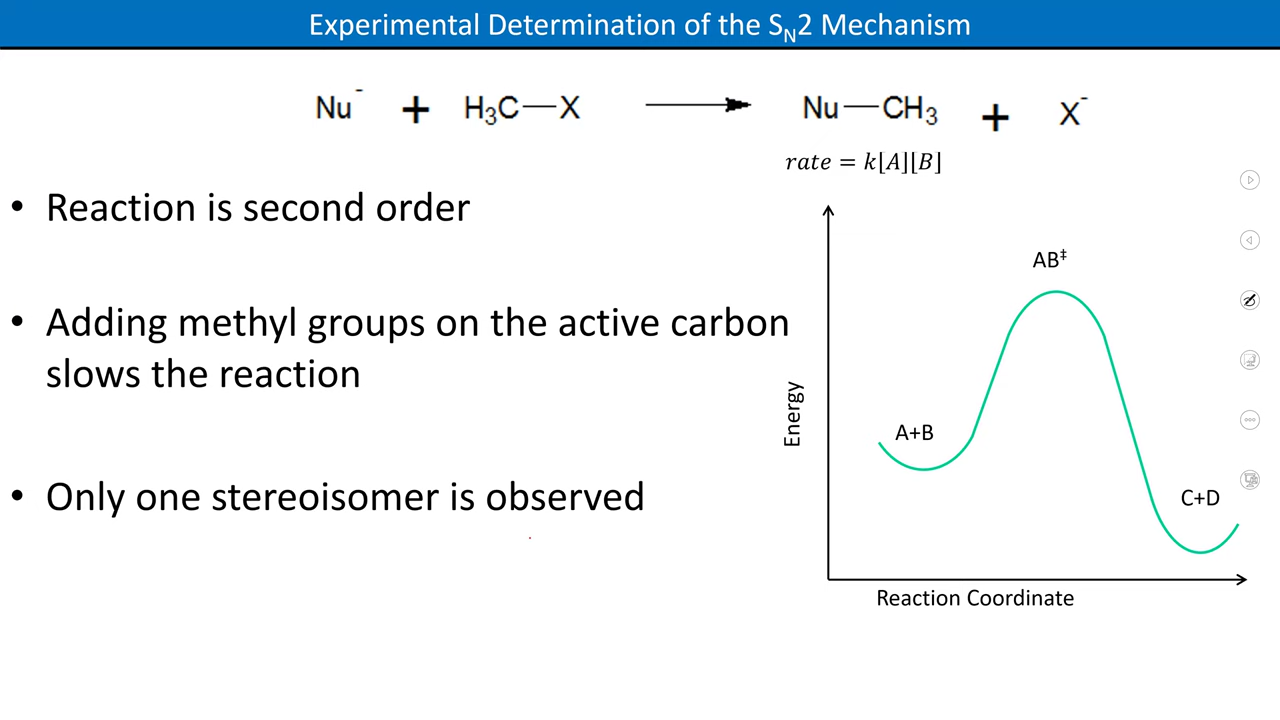 Experimental Determination of the S_N2 Mechanism
Nu⁻ + H₃C—X → Nu—CH₃ + X⁻
rate = k[A][B]
• Reaction is second order
• Adding methyl groups on the active carbon
slows the reaction
• Only one stereoisomer is observed
AB‡
A+B
C+D
Energy
Reaction Coordinate